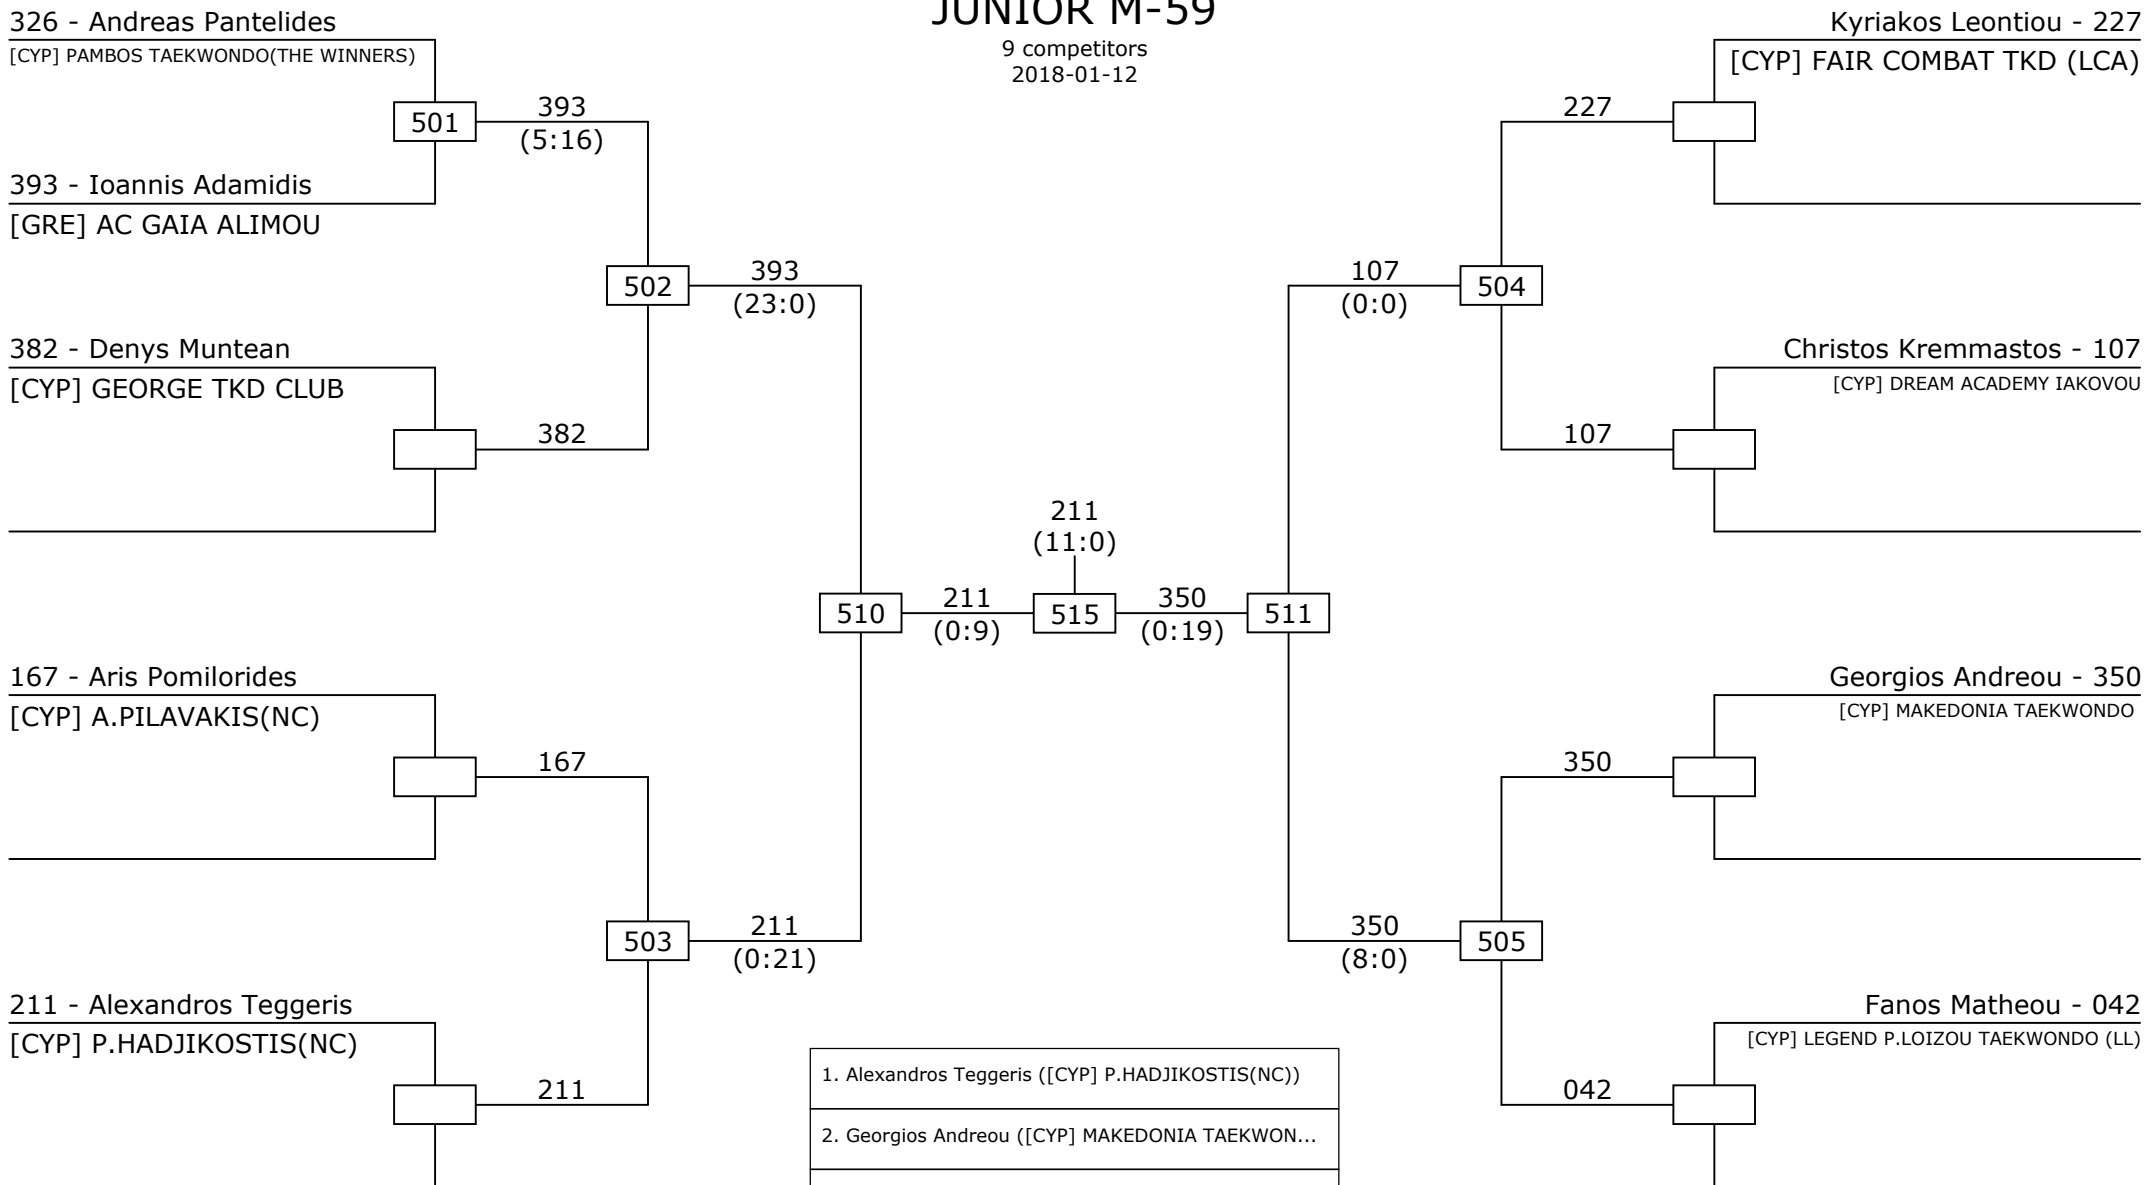 JUNIOR M-59
9 competitors
2018-01-12
326 - Andreas Pantelides
[CYP] PAMBOS TAEKWONDO(THE WINNERS)
501
393
(5:16)
393 - Ioannis Adamidis
[GRE] AC GAIA ALIMOU
502
393
(23:0)
382 - Denys Muntean
[CYP] GEORGE TKD CLUB
382
167 - Aris Pomilorides
[CYP] A.PILAVAKIS(NC)
167
503
211
(0:21)
211 - Alexandros Teggeris
[CYP] P.HADJIKOSTIS(NC)
211
510
211
(0:9)
211
(11:0)
515
350
(0:19)
511
Kyriakos Leontiou - 227
[CYP] FAIR COMBAT TKD (LCA)
227
107
(0:0)
504
Christos Kremmastos - 107
[CYP] DREAM ACADEMY IAKOVOU
107
Georgios Andreou - 350
[CYP] MAKEDONIA TAEKWONDO
350
350
(8:0)
505
Fanos Matheou - 042
[CYP] LEGEND P.LOIZOU TAEKWONDO (LL)
042
1. Alexandros Teggeris ([CYP] P.HADJIKOSTIS(NC))
2. Georgios Andreou ([CYP] MAKEDONIA TAEKWON...